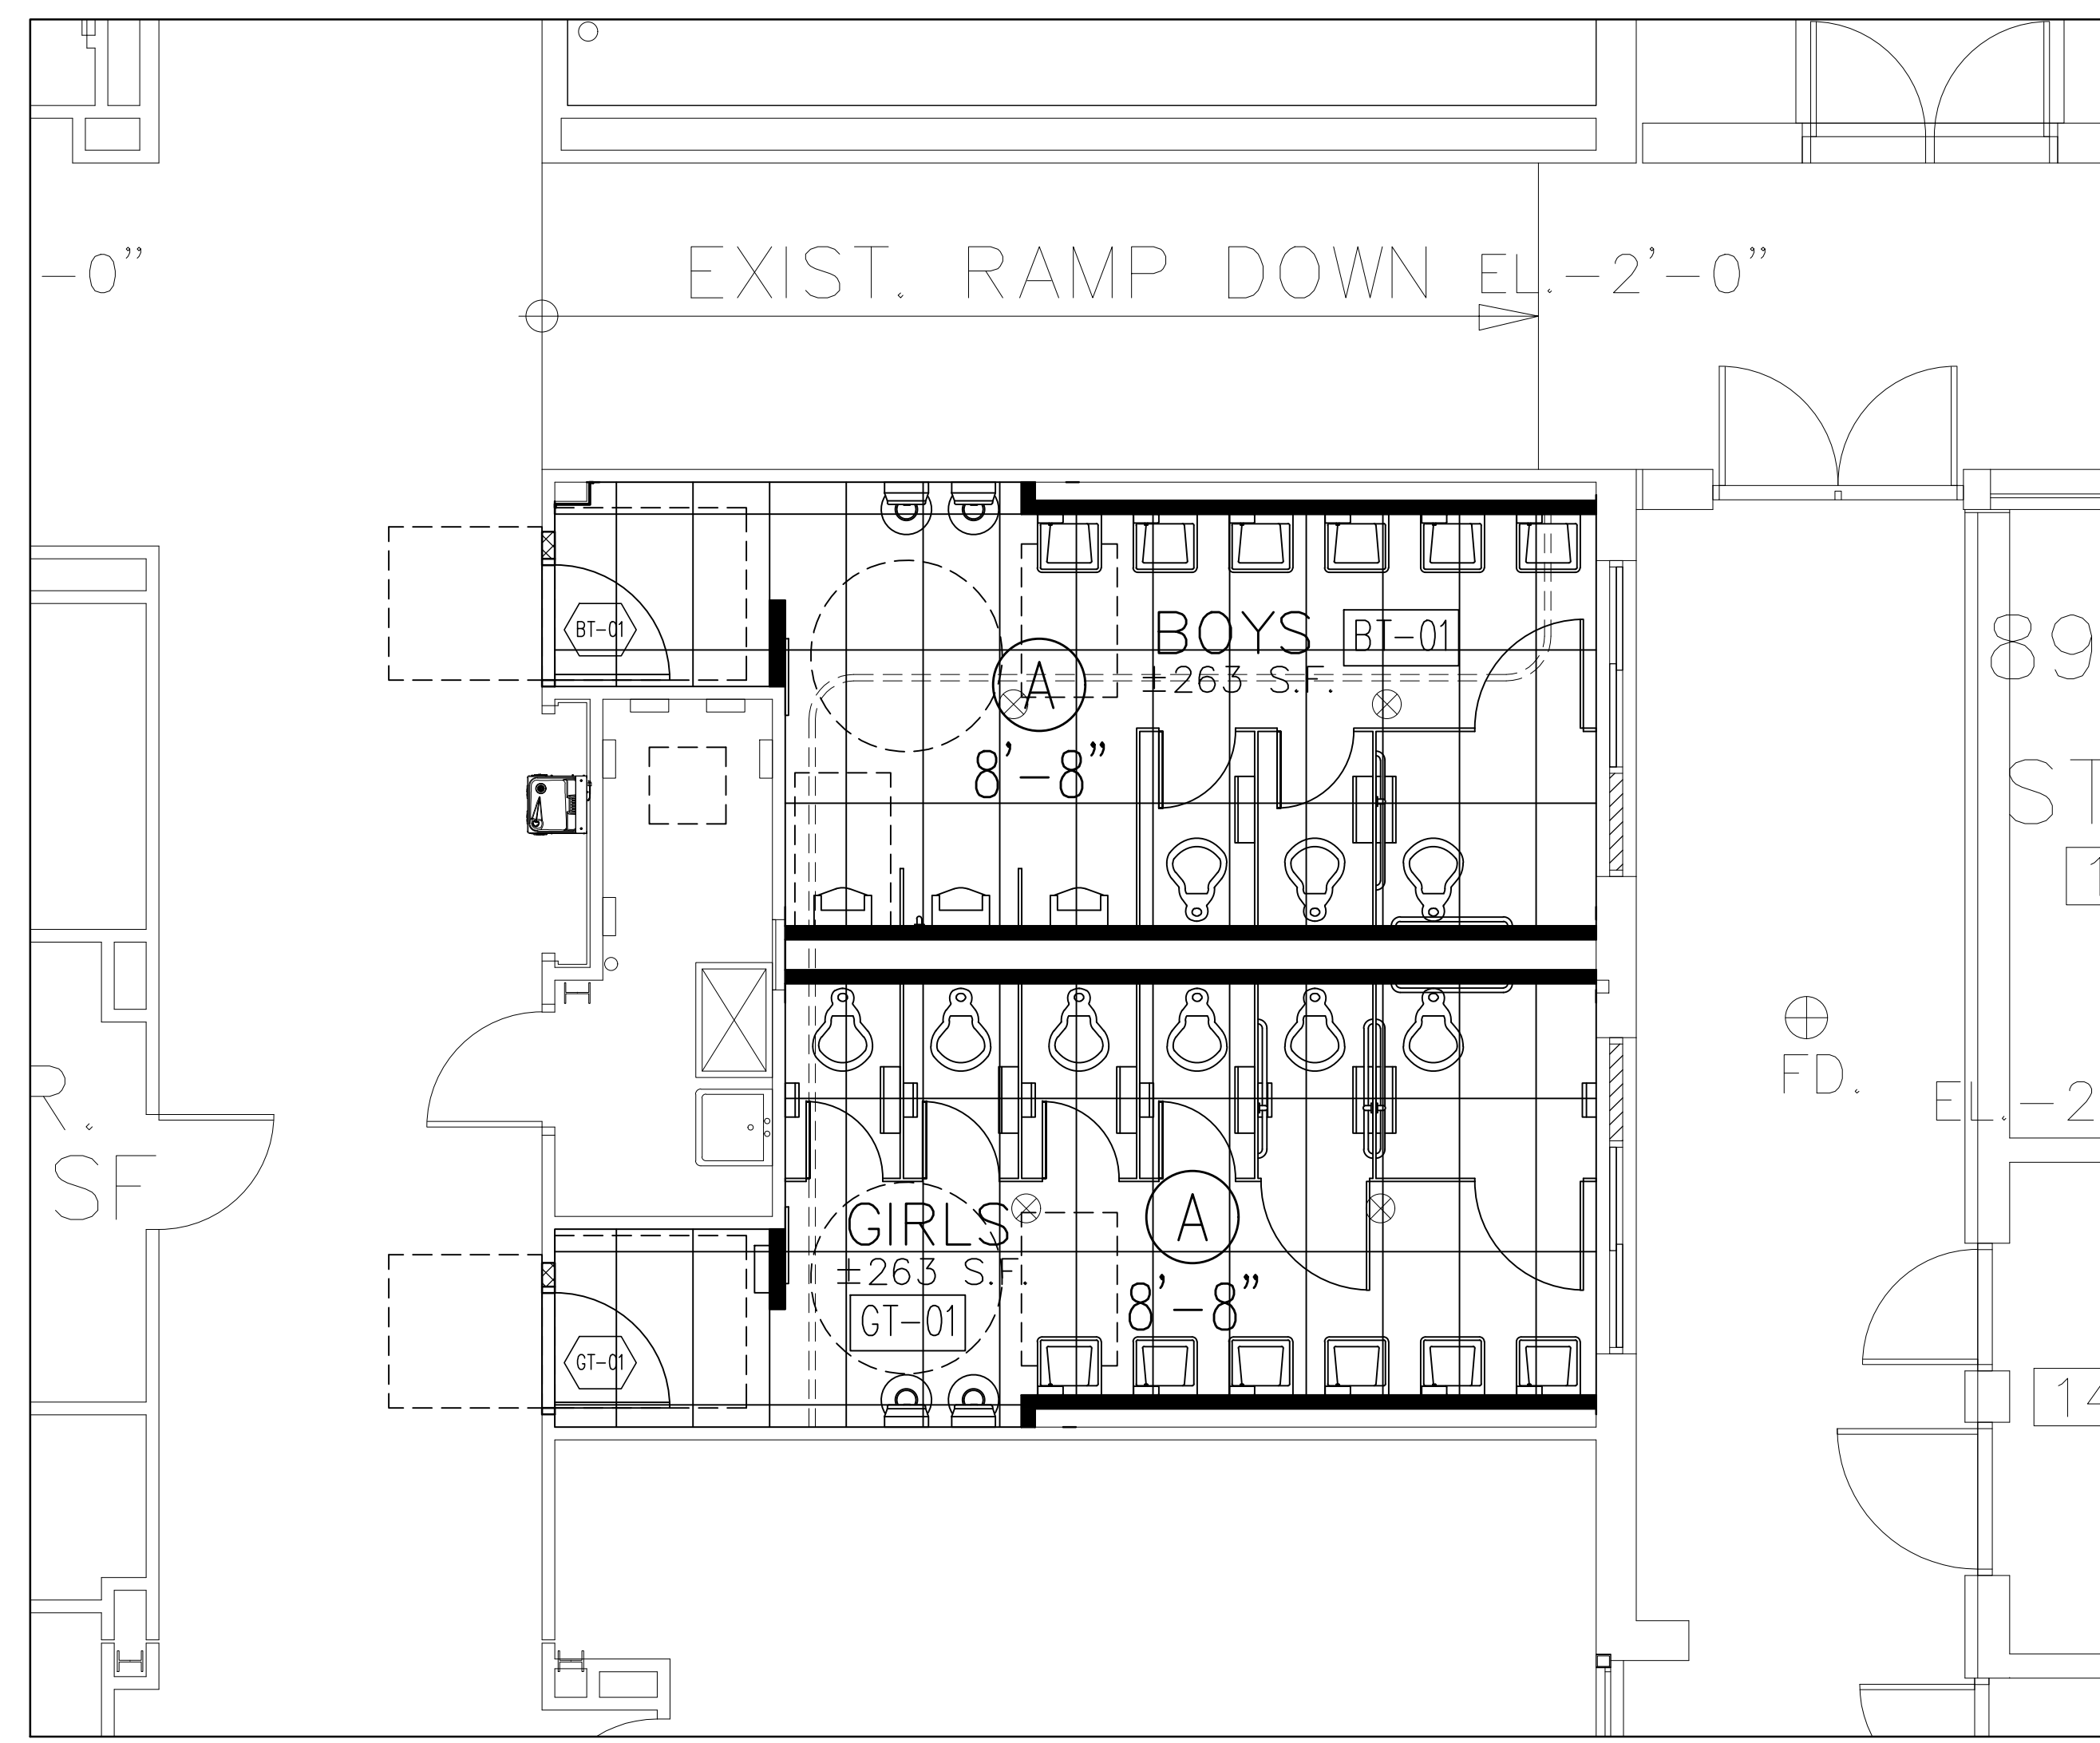 -0"
EXIST. RAMP DOWN EL.-2'-0"
BT-01
BOYS BT-01
±263 S.F.
A
8'-8"
89
ST
1
FD.
EL.-2
R.
SF
GIRLS
±263 S.F.
GT-01
A
8'-8"
GT-01
14